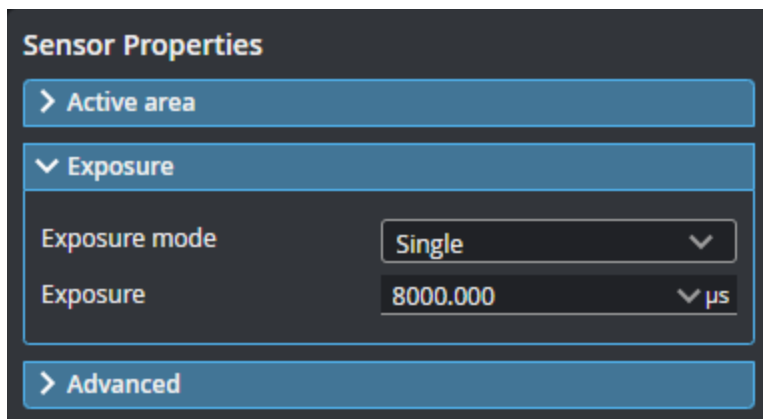 Sensor Properties
Active area
Exposure
Exposure mode Single
Exposure 8000.000 µs
Advanced